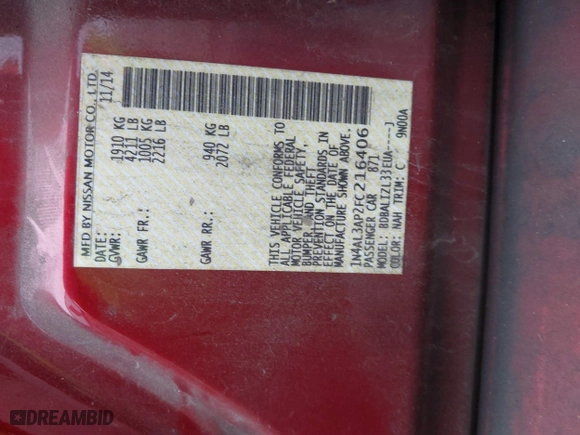 MFD BY NISSAN MOTOR CO., LTD.
DATE: 11/14
GVWR: 1910 KG
4211 LB
GAWR FR.: 1005 KG
2216 LB
GAWR RR.: 940 KG
2072 LB
THIS VEHICLE CONFORMS TO
ALL APPLICABLE FEDERAL
MOTOR VEHICLE SAFETY,
BUMPER, AND THEFT
PREVENTION STANDARDS IN
EFFECT ON THE DATE OF
MANUFACTURE SHOWN ABOVE.
1N4AL3AP2FC216406
PASSENGER CAR 871
MODEL: BDBALIZL33EUA-----J
COLOR: NAH TRIM: C 9N00A
DREAMBID